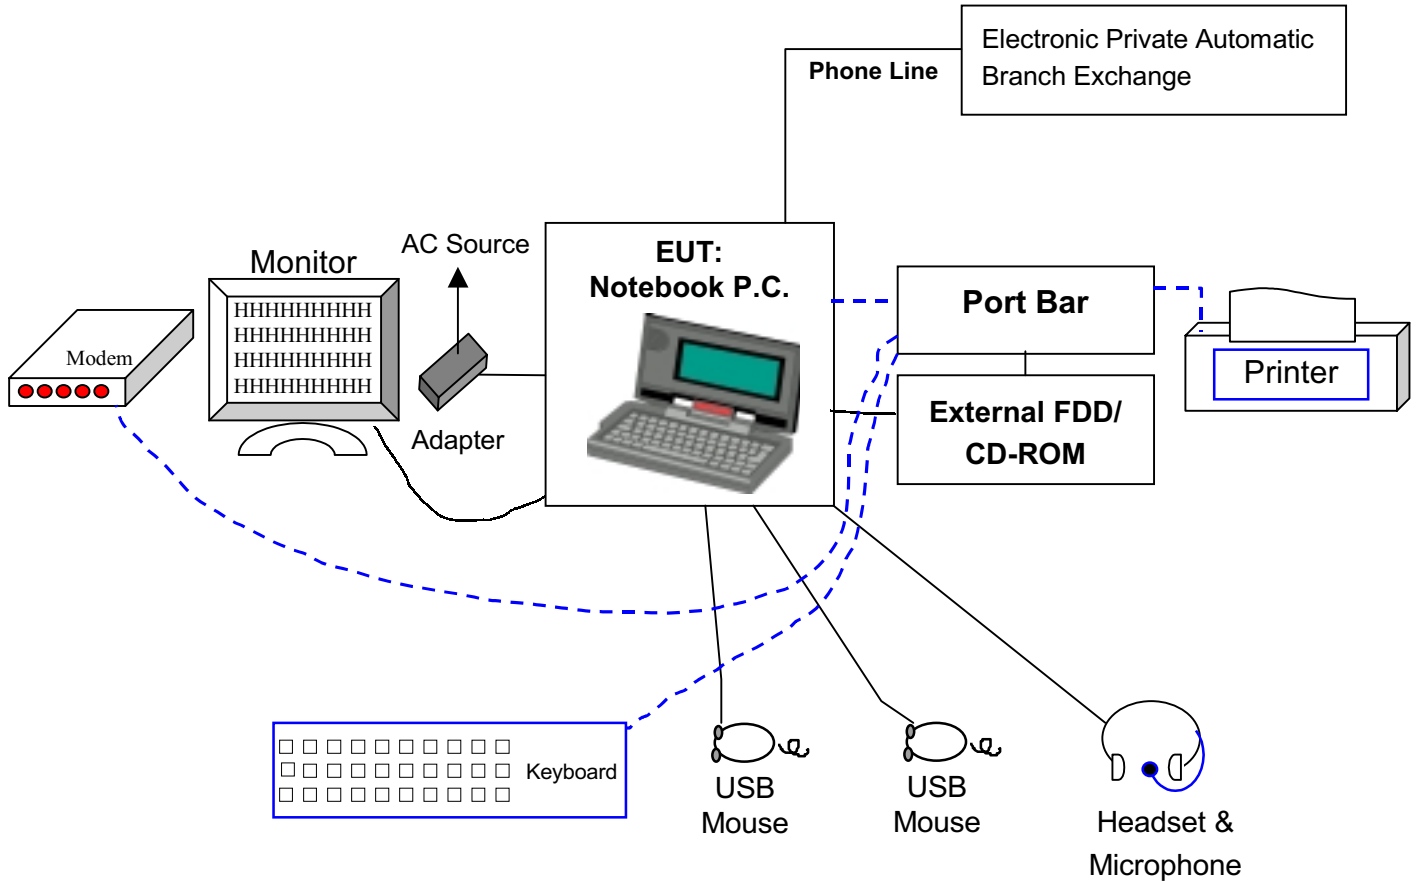 Electronic Private Automatic
Branch Exchange
Phone Line
AC Source
EUT:
Notebook P.C.
Monitor
HHHHHHHHH
HHHHHHHHH
HHHHHHHHH
HHHHHHHHH
Port Bar
Modem
Printer
Adapter
External FDD/
CD-ROM
Keyboard
USB
Mouse
USB
Mouse
Headset &
Microphone